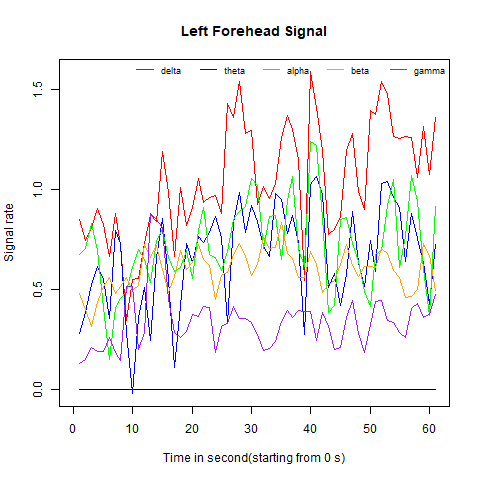 Left Forehead Signal
delta theta alpha beta gamma
Signal rate
0.0 0.5 1.0 1.5
0 10 20 30 40 50 60
Time in second(starting from 0 s)